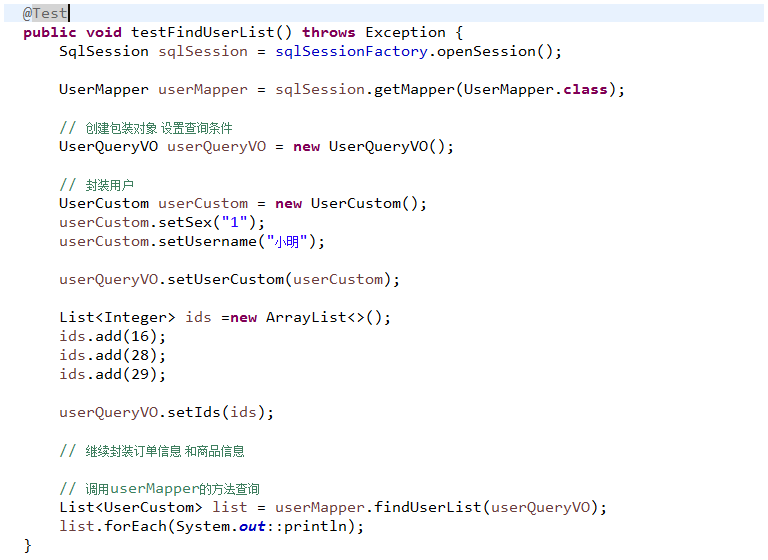 @Test
public void testFindUserList() throws Exception {
    SqlSession sqlSession = sqlSessionFactory.openSession();
    UserMapper userMapper = sqlSession.getMapper(UserMapper.class);
    // 创建包装对象 设置查询条件
    UserQueryVO userQueryVO = new UserQueryVO();
    // 封装用户
    UserCustom userCustom = new UserCustom();
    userCustom.setSex("1");
    userCustom.setUsername("小明");
    userQueryVO.setUserCustom(userCustom);
    List<Integer> ids =new ArrayList<>();
    ids.add(16);
    ids.add(28);
    ids.add(29);
    userQueryVO.setIds(ids);
    // 继续封装订单信息 和商品信息
    // 调用userMapper的方法查询
    List<UserCustom> list = userMapper.findUserList(userQueryVO);
    list.forEach(System.out::println);
}